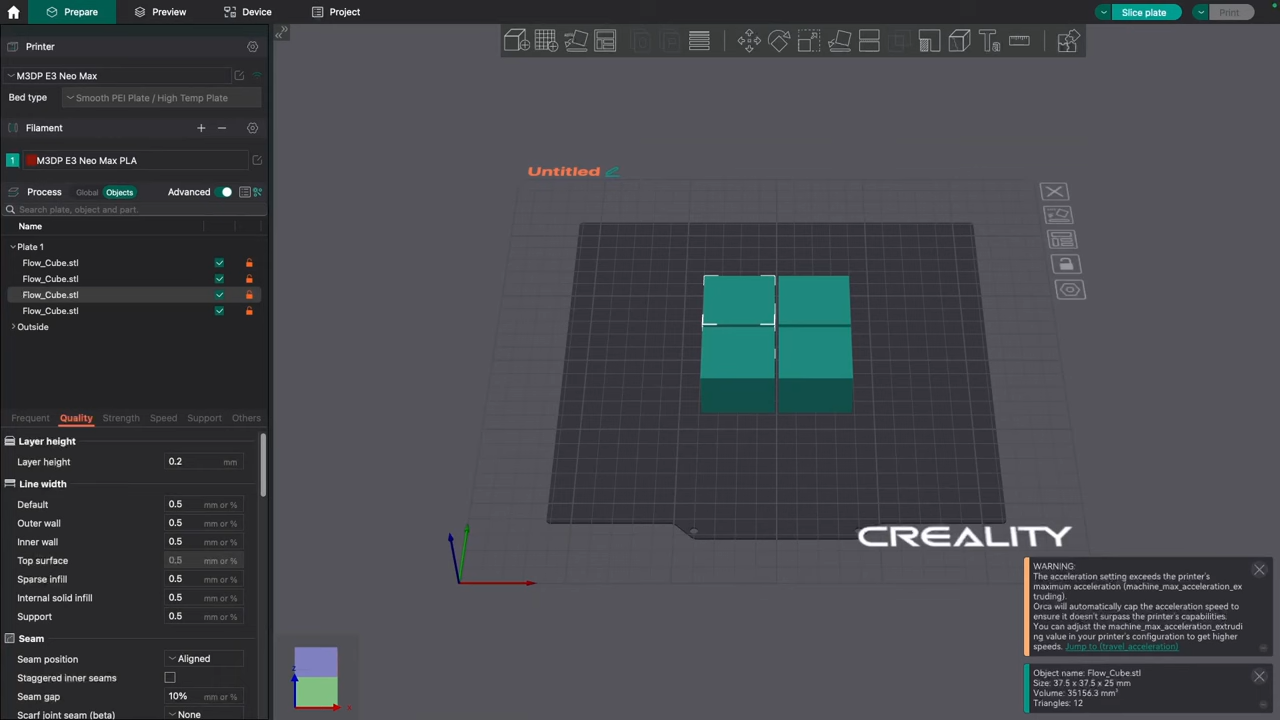 Prepare
Preview
Device
Project
Slice plate
Print
Printer
M3DP E3 Neo Max
Bed type
Smooth PEI Plate / High Temp Plate
Filament
1
M3DP E3 Neo Max PLA
Process
Global
Objects
Advanced
Search plate, object and part.
Name
Plate 1
Flow_Cube.stl
Flow_Cube.stl
Flow_Cube.stl
Flow_Cube.stl
Outside
Frequent
Quality
Strength
Speed
Support
Others
Layer height
Layer height 0.2 mm
Line width
Default 0.5 mm or %
Outer wall 0.5 mm or %
Inner wall 0.5 mm or %
Top surface 0.5 mm or %
Sparse infill 0.5 mm or %
Internal solid infill 0.5 mm or %
Support 0.5 mm or %
Seam
Seam position Aligned
Staggered inner seams
Seam gap 10% mm or %
Scarf joint seam (beta) None
Untitled
CREALITY
z
x
WARNING:
The acceleration setting exceeds the printer's
maximum acceleration (machine_max_acceleration_ex
truding).
Orca will automatically cap the acceleration speed to
ensure it doesn't surpass the printer's capabilities.
You can adjust the machine_max_acceleration_extrudi
ng value in your printer's configuration to get higher
speeds. Jump to (travel_acceleration)
Object name: Flow_Cube.stl
Size: 37.5 x 37.5 x 25 mm
Volume: 35156.3 mm³
Triangles: 12